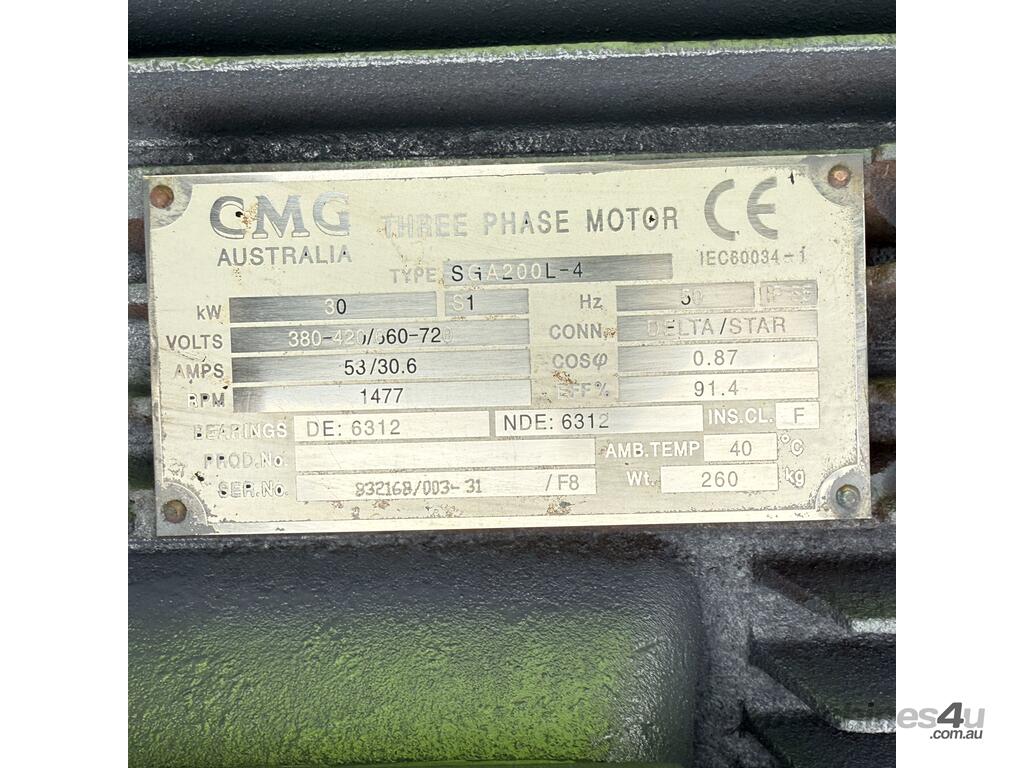 CMG THREE PHASE MOTOR CE
AUSTRALIA IEC60034-1
TYPE SGA200L-4
kW 30 S1 Hz 50
VOLTS 380-420/660-720 CONN. DELTA/STAR
AMPS 53/30.6 COSφ 0.87
RPM 1477 EFF% 91.4
BEARINGS DE: 6312 NDE: 6312 INS.CL. F
PROD.No. AMB.TEMP 40 °C
SER.No. 832168/003-31 /F8 Wt. 260 kg
machines4u
.com.au